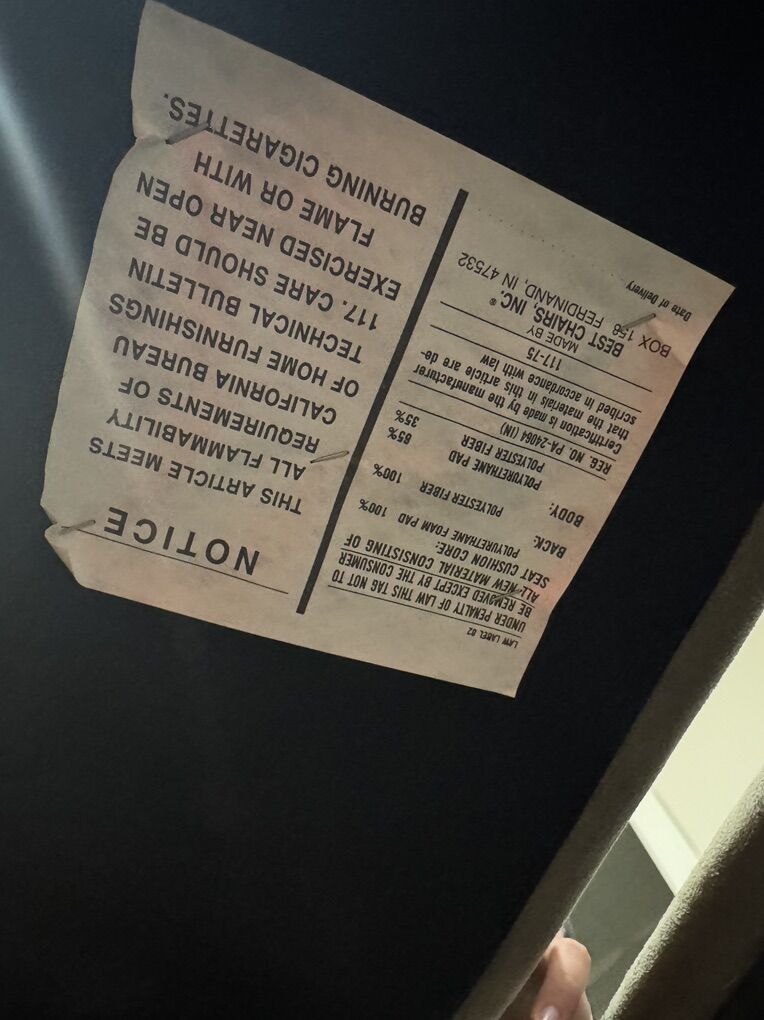 NOTICE
THIS ARTICLE MEETS
ALL FLAMMABILITY
REQUIREMENTS OF
CALIFORNIA BUREAU
OF HOME FURNISHINGS
TECHNICAL BULLETIN
117. CARE SHOULD BE
EXERCISED NEAR OPEN
FLAME OR WITH
BURNING CIGARETTES.
LAW LABEL 02
UNDER PENALTY OF LAW THIS TAG NOT TO
BE REMOVED EXCEPT BY THE CONSUMER
ALL NEW MATERIAL CONSISTING OF
SEAT CUSHION CORE:
POLYURETHANE FOAM PAD 100%
BACK:
POLYESTER FIBER 100%
BODY:
POLYURETHANE PAD 65%
POLYESTER FIBER 35%
REG. NO. PA-24064 (IN)
Certification is made by the manufacturer
that the materials in this article are de-
scribed in accordance with law
117-75
MADE BY
BEST CHAIRS, INC.®
BOX 158 FERDINAND, IN 47532
Date of Delivery